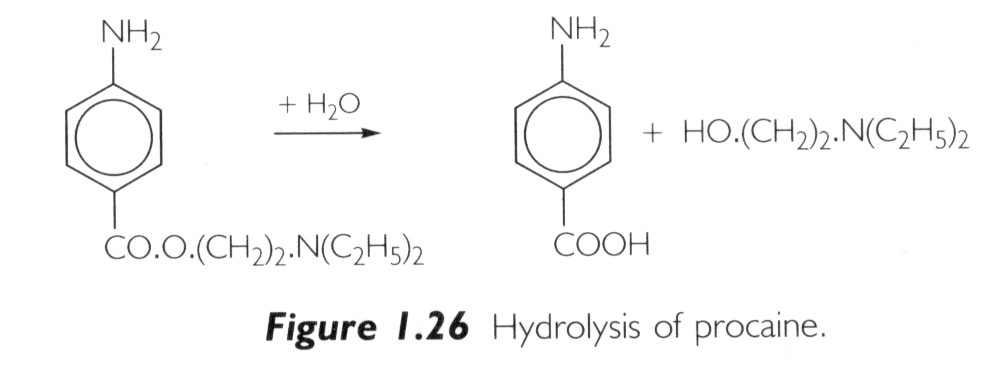 NH₂
NH₂
+ H₂O
+ HO.(CH₂)₂.N(C₂H₅)₂
CO.O.(CH₂)₂.N(C₂H₅)₂
COOH
Figure 1.26 Hydrolysis of procaine.